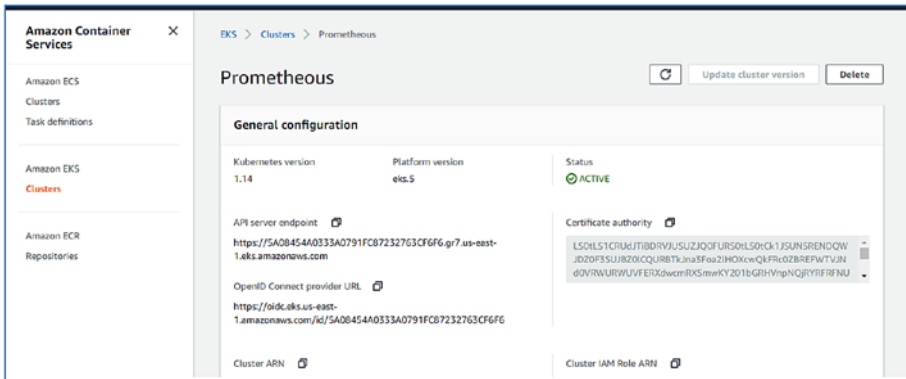 Amazon Container
Services
Amazon ECS
Clusters
Task definitions
Amazon EKS
Clusters
Amazon ECR
Repositories
EKS > Clusters > Prometheous
Prometheous
Update cluster version
Delete
General configuration
Kubernetes version
1.14
Platform version
eks.5
Status
ACTIVE
API server endpoint
https://5A08454A0333A0791FC87232763CF6F6.gr7.us-east-
1.eks.amazonaws.com
OpenID Connect provider URL
https://oidc.eks.us-east-
1.amazonaws.com/id/5A08454A0333A0791FC87232763CF6F6
Certificate authority
Cluster ARN
Cluster IAM Role ARN